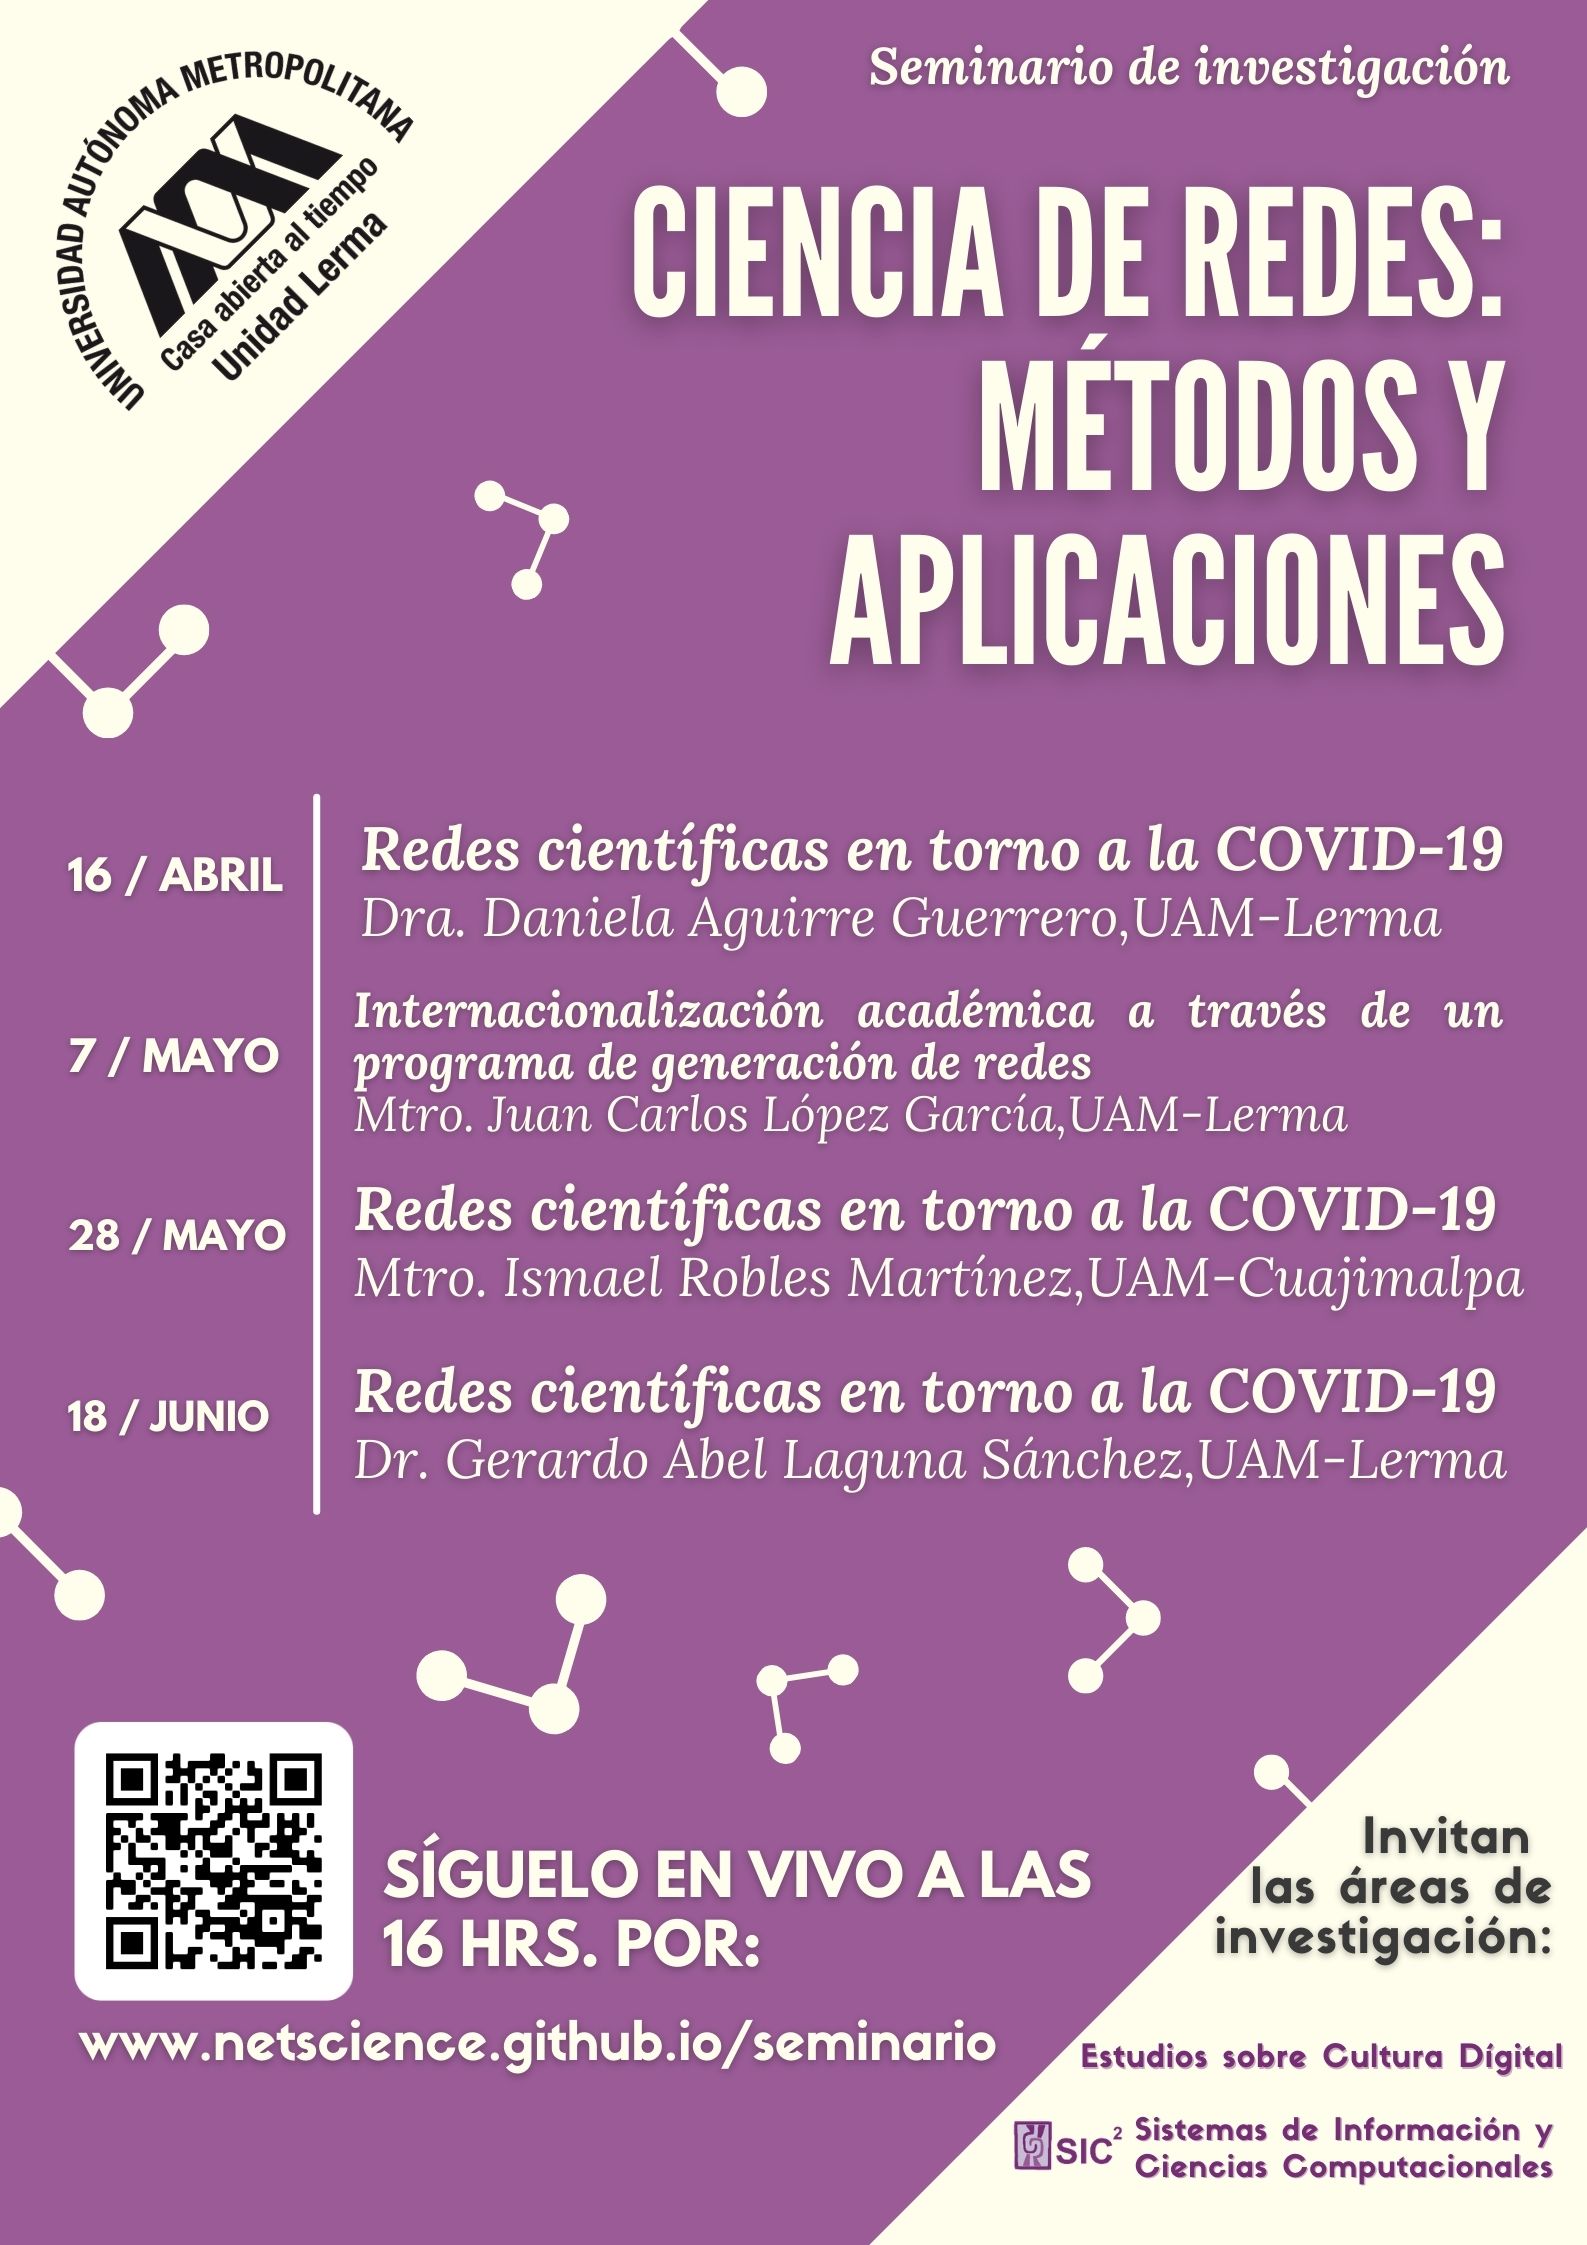 UNIVERSIDAD AUTÓNOMA METROPOLITANA
Casa abierta al tiempo
Unidad Lerma
Seminario de investigación
CIENCIA DE REDES:
MÉTODOS Y
APLICACIONES
16 / ABRIL
Redes científicas en torno a la COVID-19
Dra. Daniela Aguirre Guerrero,UAM-Lerma
7 / MAYO
Internacionalización académica a través de un
programa de generación de redes
Mtro. Juan Carlos López García,UAM-Lerma
28 / MAYO
Redes científicas en torno a la COVID-19
Mtro. Ismael Robles Martínez,UAM-Cuajimalpa
18 / JUNIO
Redes científicas en torno a la COVID-19
Dr. Gerardo Abel Laguna Sánchez,UAM-Lerma
SÍGUELO EN VIVO A LAS
16 HRS. POR:
www.netscience.github.io/seminario
Invitan
las áreas de
investigación:
Estudios sobre Cultura Dígital
SIC²
Sistemas de Información y
Ciencias Computacionales